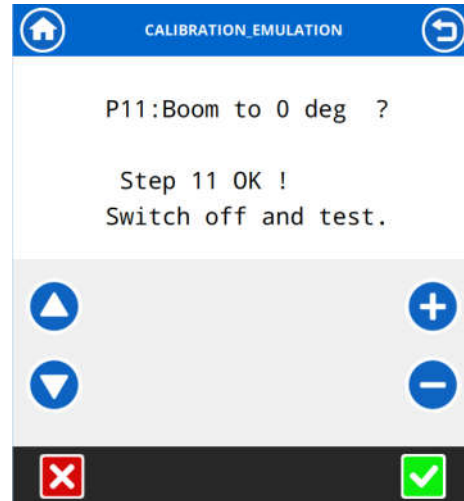 CALIBRATION_EMULATION
P11:Boom to 0 deg ?
Step 11 OK !
Switch off and test.